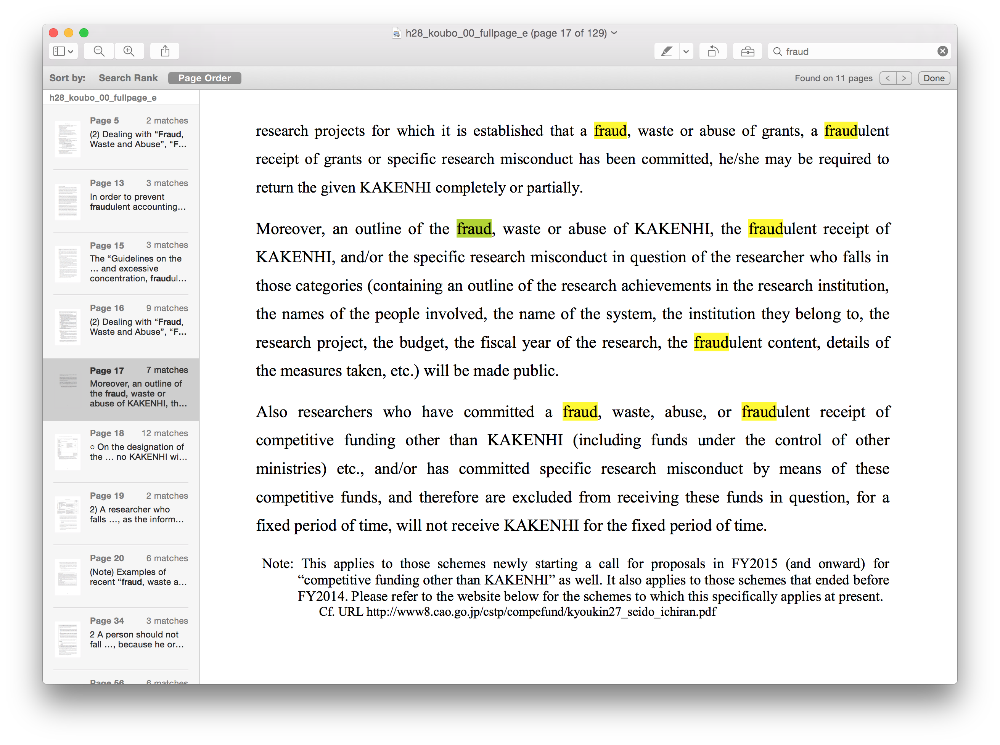 h28_koubo_00_fullpage_e (page 17 of 129)
fraud
Sort by: Search Rank Page Order
Found on 11 pages < > Done
h28_koubo_00_fullpage_e
Page 5 2 matches
(2) Dealing with “Fraud,
Waste and Abuse”, “F...
Page 13 3 matches
In order to prevent
fraudulent accounting...
Page 15 3 matches
The “Guidelines on the
... and excessive
concentration, fraudul...
Page 16 9 matches
(2) Dealing with “Fraud,
Waste and Abuse”, “F...
Page 17 7 matches
Moreover, an outline of
the fraud, waste or
abuse of KAKENHI, th...
Page 18 12 matches
○ On the designation of
the ... no KAKENHI wi...
Page 19 2 matches
2) A researcher who
falls ..., as the inform...
Page 20 6 matches
(Note) Examples of
recent “fraud, waste a...
Page 34 3 matches
2 A person should not
fall ..., because he or...
Page 56 6 matches
research projects for which it is established that a fraud, waste or abuse of grants, a fraudulent
receipt of grants or specific research misconduct has been committed, he/she may be required to
return the given KAKENHI completely or partially.
Moreover, an outline of the fraud, waste or abuse of KAKENHI, the fraudulent receipt of
KAKENHI, and/or the specific research misconduct in question of the researcher who falls in
those categories (containing an outline of the research achievements in the research institution,
the names of the people involved, the name of the system, the institution they belong to, the
research project, the budget, the fiscal year of the research, the fraudulent content, details of
the measures taken, etc.) will be made public.
Also researchers who have committed a fraud, waste, abuse, or fraudulent receipt of
competitive funding other than KAKENHI (including funds under the control of other
ministries) etc., and/or has committed specific research misconduct by means of these
competitive funds, and therefore are excluded from receiving these funds in question, for a
fixed period of time, will not receive KAKENHI for the fixed period of time.
Note: This applies to those schemes newly starting a call for proposals in FY2015 (and onward) for
“competitive funding other than KAKENHI” as well. It also applies to those schemes that ended before
FY2014. Please refer to the website below for the schemes to which this specifically applies at present.
Cf. URL http://www8.cao.go.jp/cstp/compefund/kyoukin27_seido_ichiran.pdf